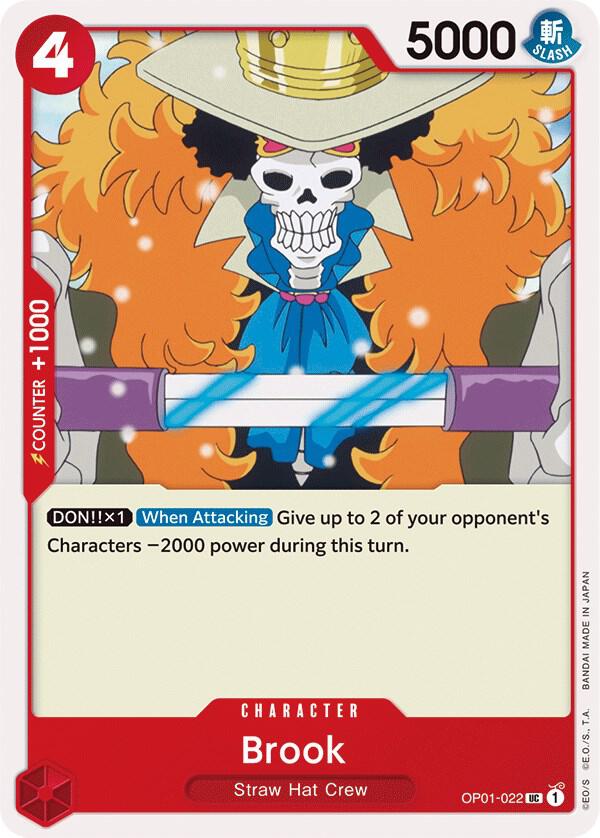 4
5000
斬
SLASH
COUNTER +1000
DON!!×1 When Attacking Give up to 2 of your opponent's
Characters −2000 power during this turn.
CHARACTER
Brook
Straw Hat Crew
OP01-022 UC 1
©E.O/S ©E.O./S., T.A. BANDAI MADE IN JAPAN